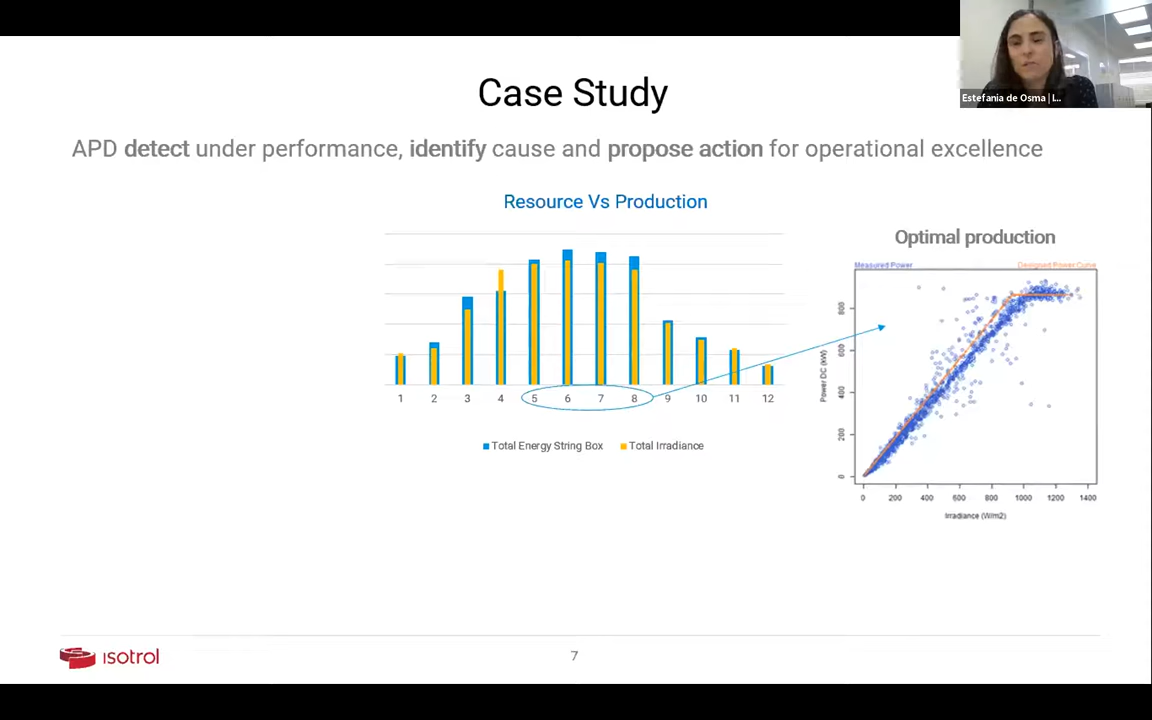 Estefania de Osma | I...
Case Study
APD detect under performance, identify cause and propose action for operational excellence
Resource Vs Production
1 2 3 4 5 6 7 8 9 10 11 12
Total Energy String Box Total Irradiance
Optimal production
Measured Power Designed Power Curve
Power DC (kW)
800
600
400
200
0
0 200 400 600 800 1000 1200 1400
Irradiance (W/m2)
isotrol
7